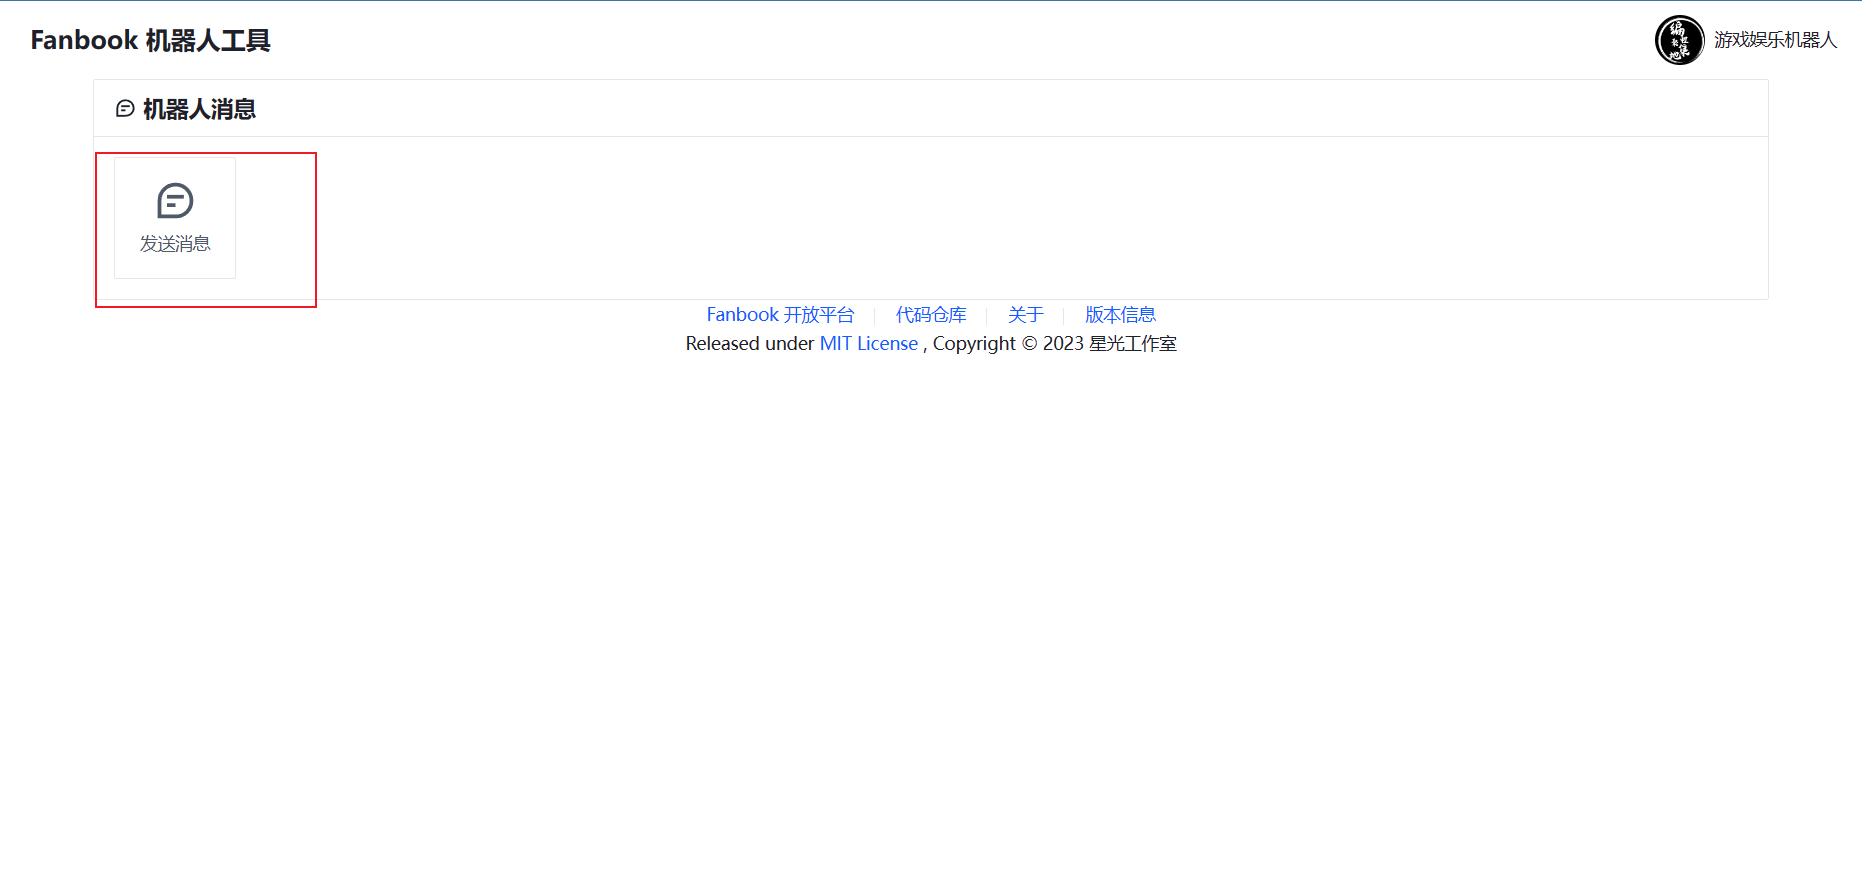 Fanbook 机器人工具
游戏娱乐机器人
机器人消息
发送消息
Fanbook 开放平台 代码仓库 关于 版本信息
Released under MIT License , Copyright © 2023 星光工作室